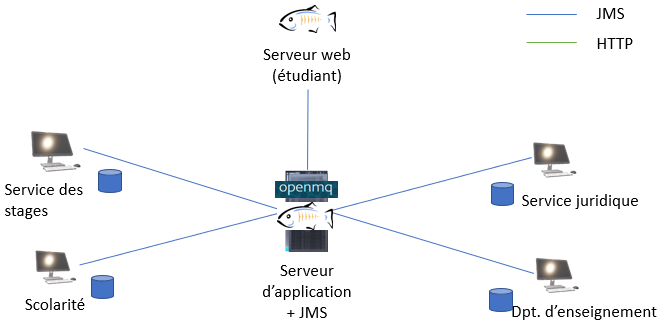 JMS
HTTP
Serveur web
(étudiant)
Service des
stages
openmq
Service juridique
Scolarité
Serveur
d'application
+ JMS
Dpt. d'enseignement